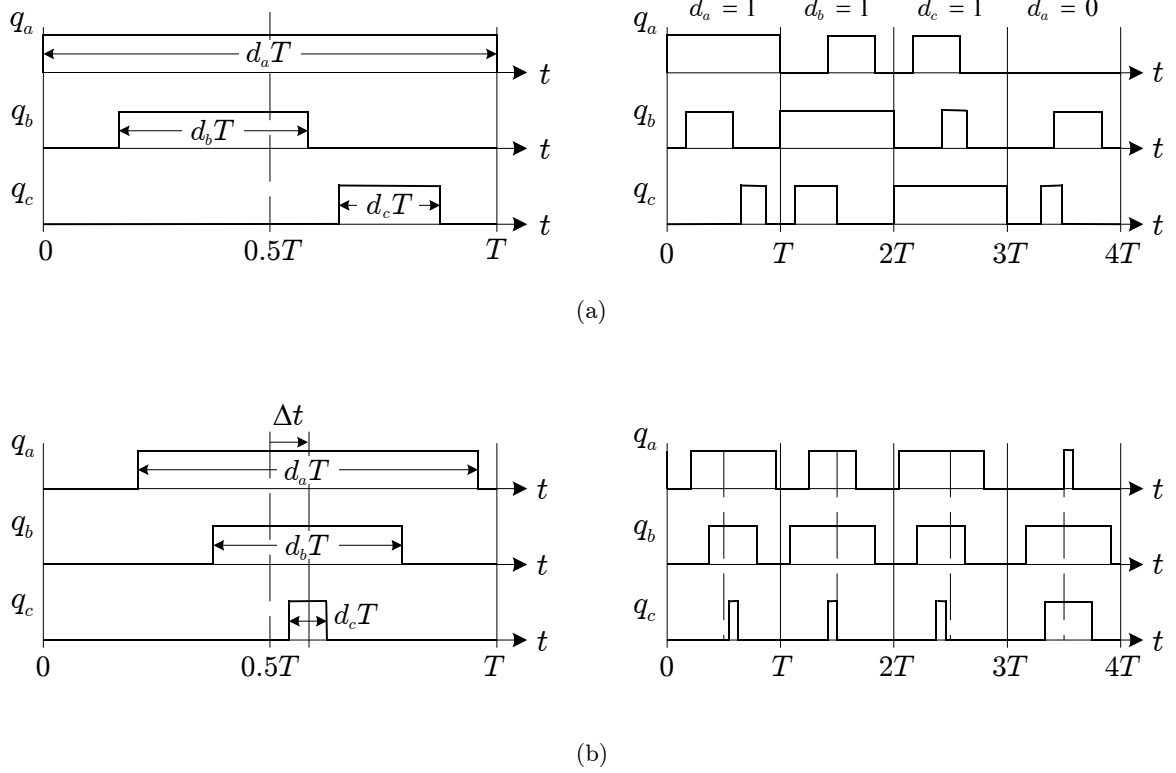 q_a
d_aT
t
q_b
d_bT
t
q_c
d_cT
t
0 0.5T T
d_a = 1 d_b = 1 d_c = 1 d_a = 0
q_a
t
q_b
t
q_c
t
0 T 2T 3T 4T
(a)
Δt
q_a
d_aT
t
q_b
d_bT
t
q_c
d_cT
t
0 0.5T T
q_a
t
q_b
t
q_c
t
0 T 2T 3T 4T
(b)